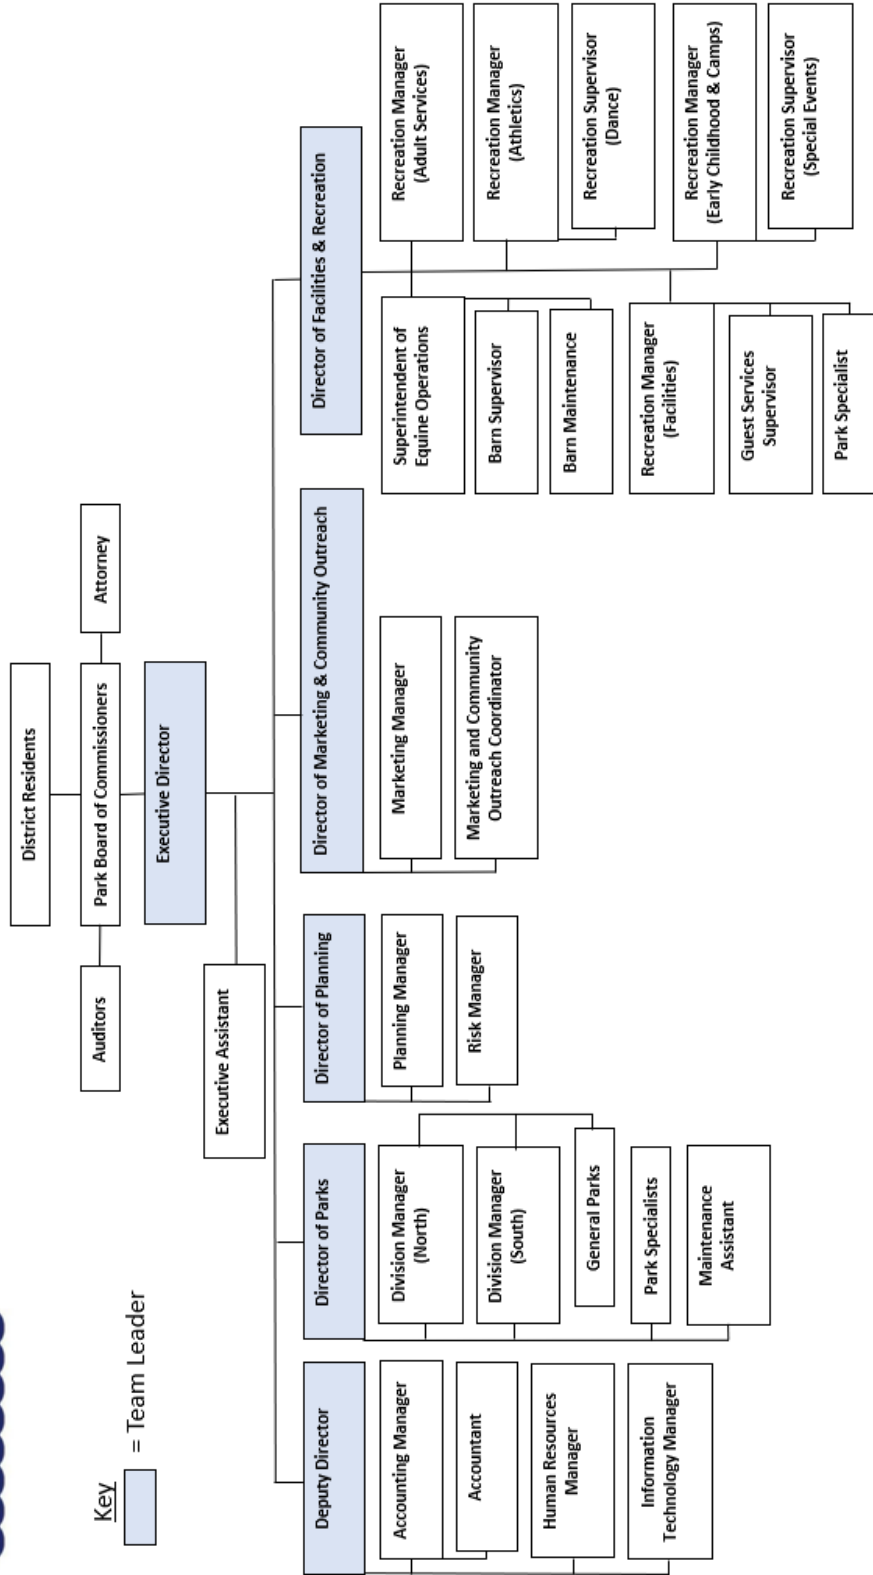 District Residents
Auditors
Park Board of Commissioners
Attorney
Executive Director
Executive Assistant
Key
= Team Leader
Deputy Director
Accounting Manager
Accountant
Human Resources
Manager
Information
Technology Manager
Director of Parks
Division Manager
(North)
Division Manager
(South)
General Parks
Park Specialists
Maintenance
Assistant
Director of Planning
Planning Manager
Risk Manager
Director of Marketing & Community Outreach
Marketing Manager
Marketing and Community
Outreach Coordinator
Director of Facilities & Recreation
Superintendent of
Equine Operations
Barn Supervisor
Barn Maintenance
Recreation Manager
(Facilities)
Guest Services
Supervisor
Park Specialist
Recreation Manager
(Adult Services)
Recreation Manager
(Athletics)
Recreation Supervisor
(Dance)
Recreation Manager
(Early Childhood & Camps)
Recreation Supervisor
(Special Events)